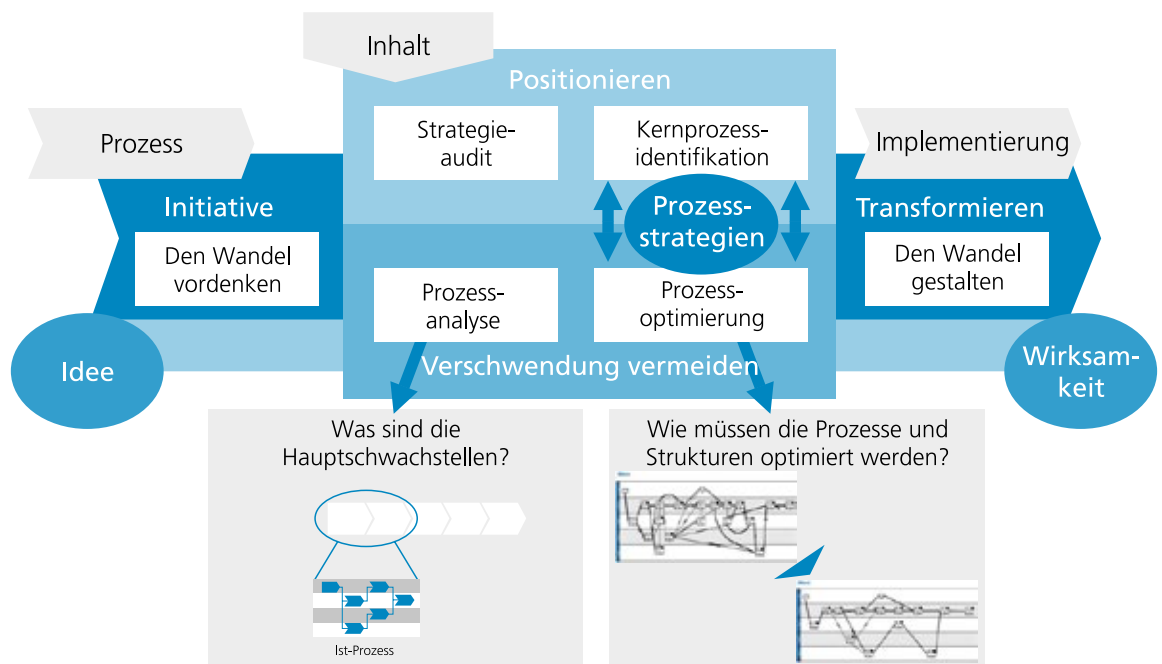 Inhalt
Positionieren
Prozess
Strategie-
audit
Kernprozess-
identifikation
Implementierung
Initiative
Prozess-
strategien
Transformieren
Den Wandel
vordenken
Den Wandel
gestalten
Prozess-
analyse
Prozess-
optimierung
Idee
Verschwendung vermeiden
Wirksam-
keit
Was sind die
Hauptschwachstellen?
Wie müssen die Prozesse und
Strukturen optimiert werden?
Ist-Prozess